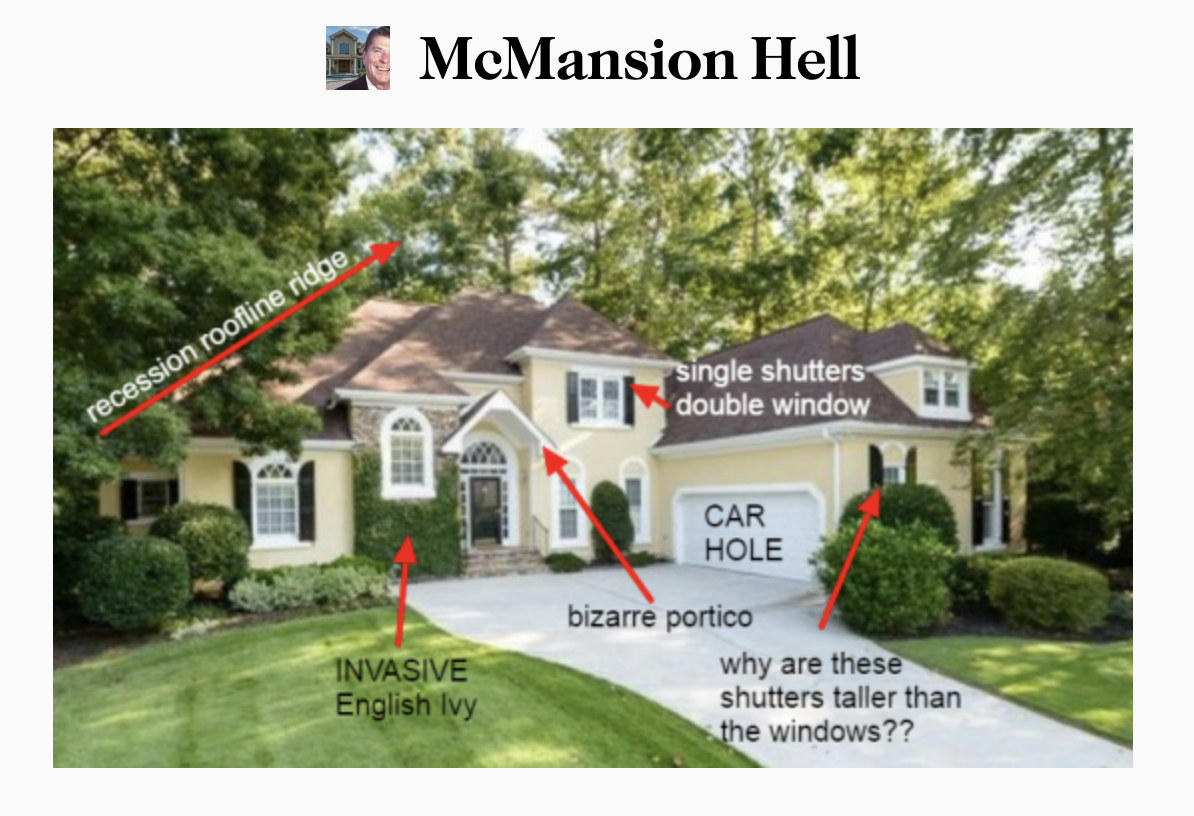 McMansion Hell
recession roofline ridge
single shutters
double window
CAR
HOLE
bizarre portico
INVASIVE
English Ivy
why are these
shutters taller than
the windows??